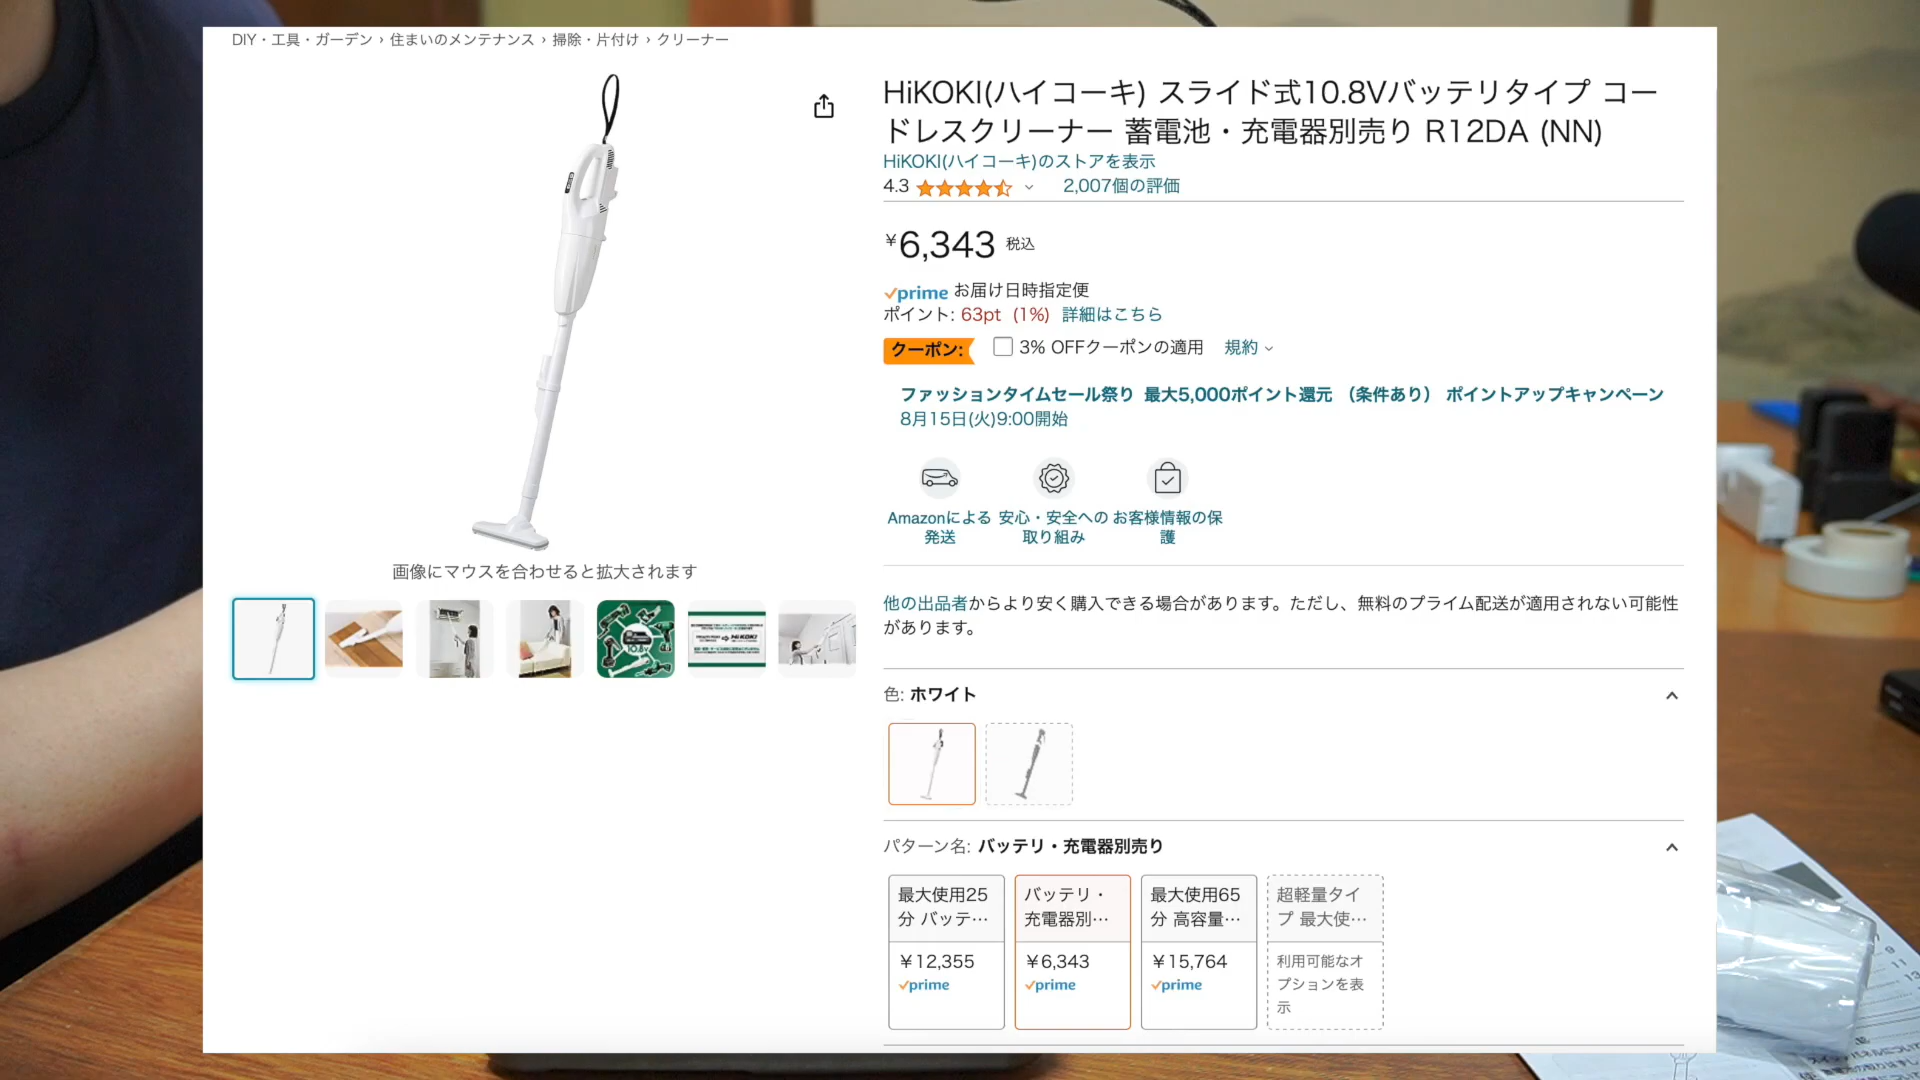 DIY・工具・ガーデン › 住まいのメンテナンス › 掃除・片付け › クリーナー
HiKOKI(ハイコーキ) スライド式10.8Vバッテリタイプ コー
ドレスクリーナー 蓄電池・充電器別売り R12DA (NN)
HiKOKI(ハイコーキ)のストアを表示
4.3 2,007個の評価
¥6,343 税込
prime お届け日時指定便
ポイント: 63pt (1%) 詳細はこちら
クーポン: 3% OFFクーポンの適用 規約
ファッションタイムセール祭り 最大5,000ポイント還元 (条件あり) ポイントアップキャンペーン
8月15日(火)9:00開始
Amazonによる
発送
安心・安全への
取り組み
お客様情報の保
護
画像にマウスを合わせると拡大されます
他の出品者からより安く購入できる場合があります。ただし、無料のプライム配送が適用されない可能性
があります。
10.8V
HiKOKI
色: ホワイト
パターン名: バッテリ・充電器別売り
最大使用25
分 バッテ…
¥12,355
prime
バッテリ・
充電器別…
¥6,343
prime
最大使用65
分 高容量…
¥15,764
prime
超軽量タイ
プ 最大使…
利用可能なオ
プションを表
示